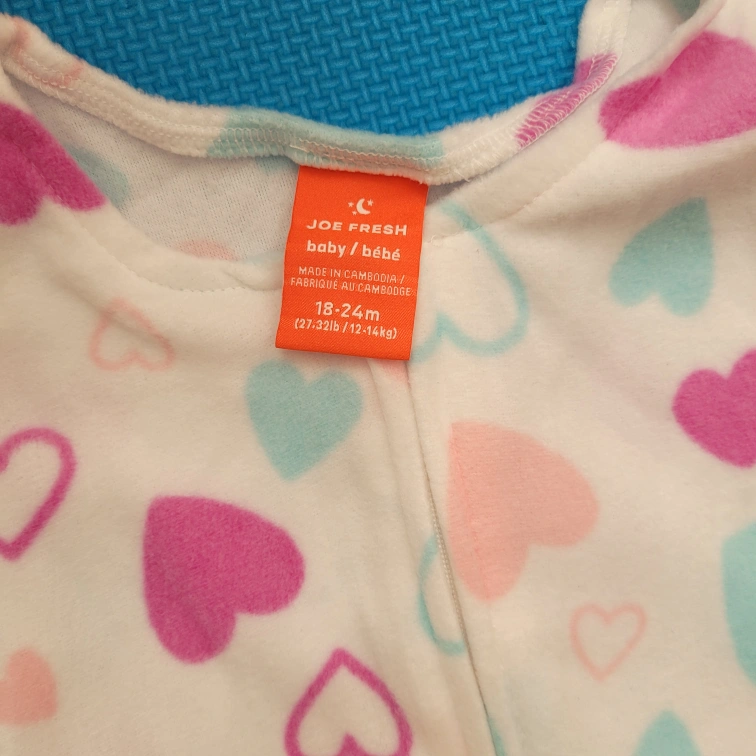 JOE FRESH
baby / bébé
MADE IN CAMBODIA /
FABRIQUÉ AU CAMBODGE
18-24m
(27-32lb / 12-14kg)